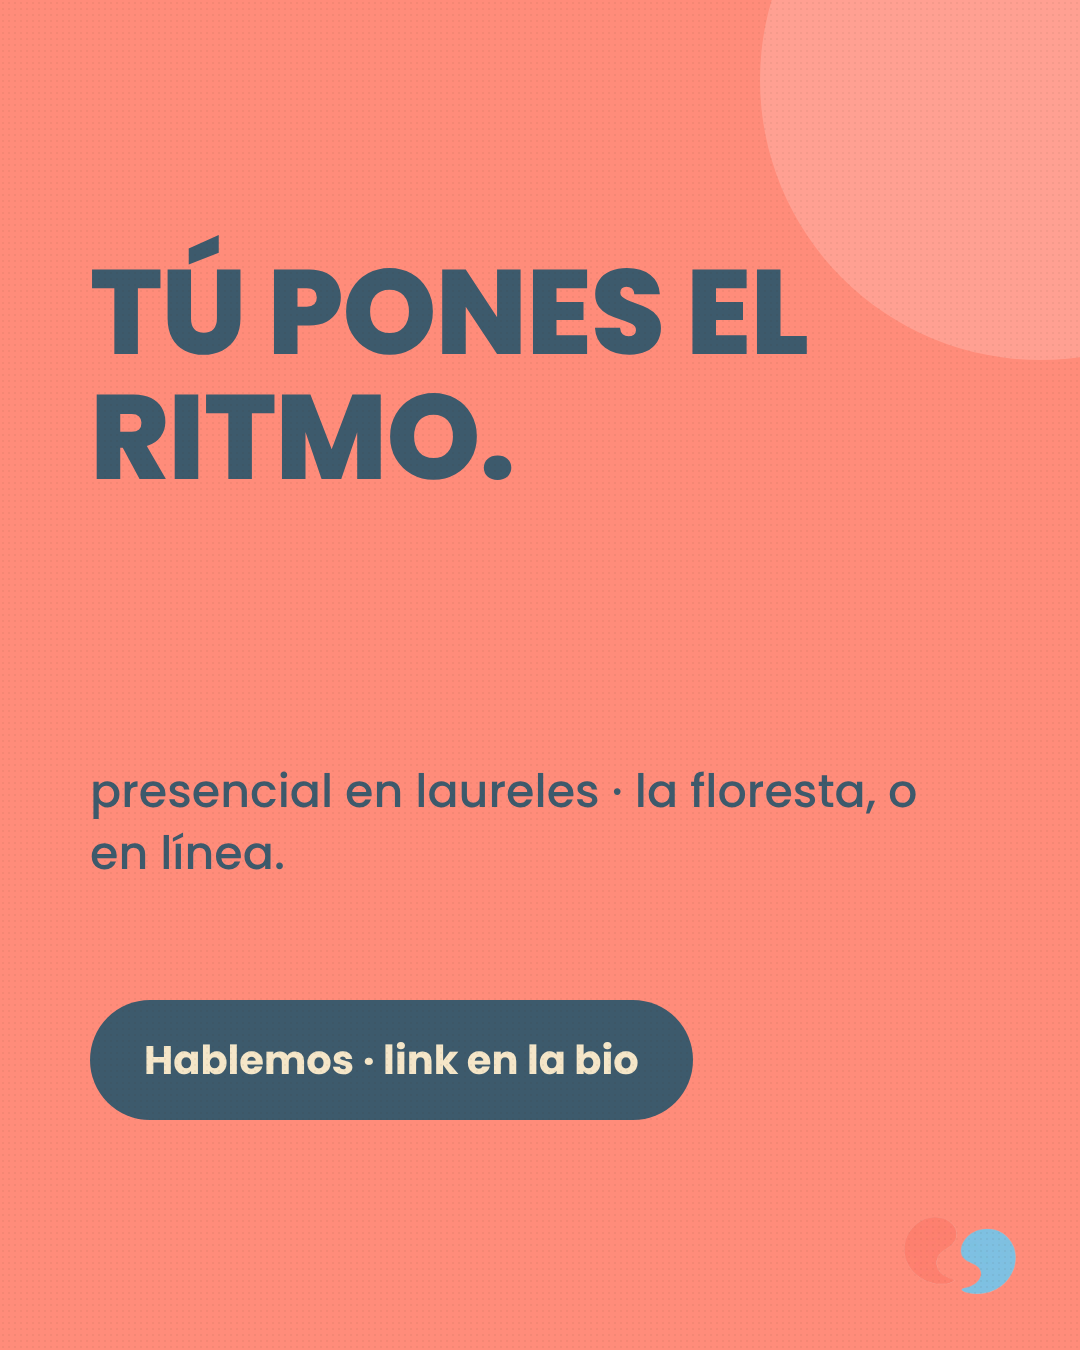 TÚ PONES EL
RITMO.
presencial en laureles · la floresta, o
en línea.
Hablemos · link en la bio